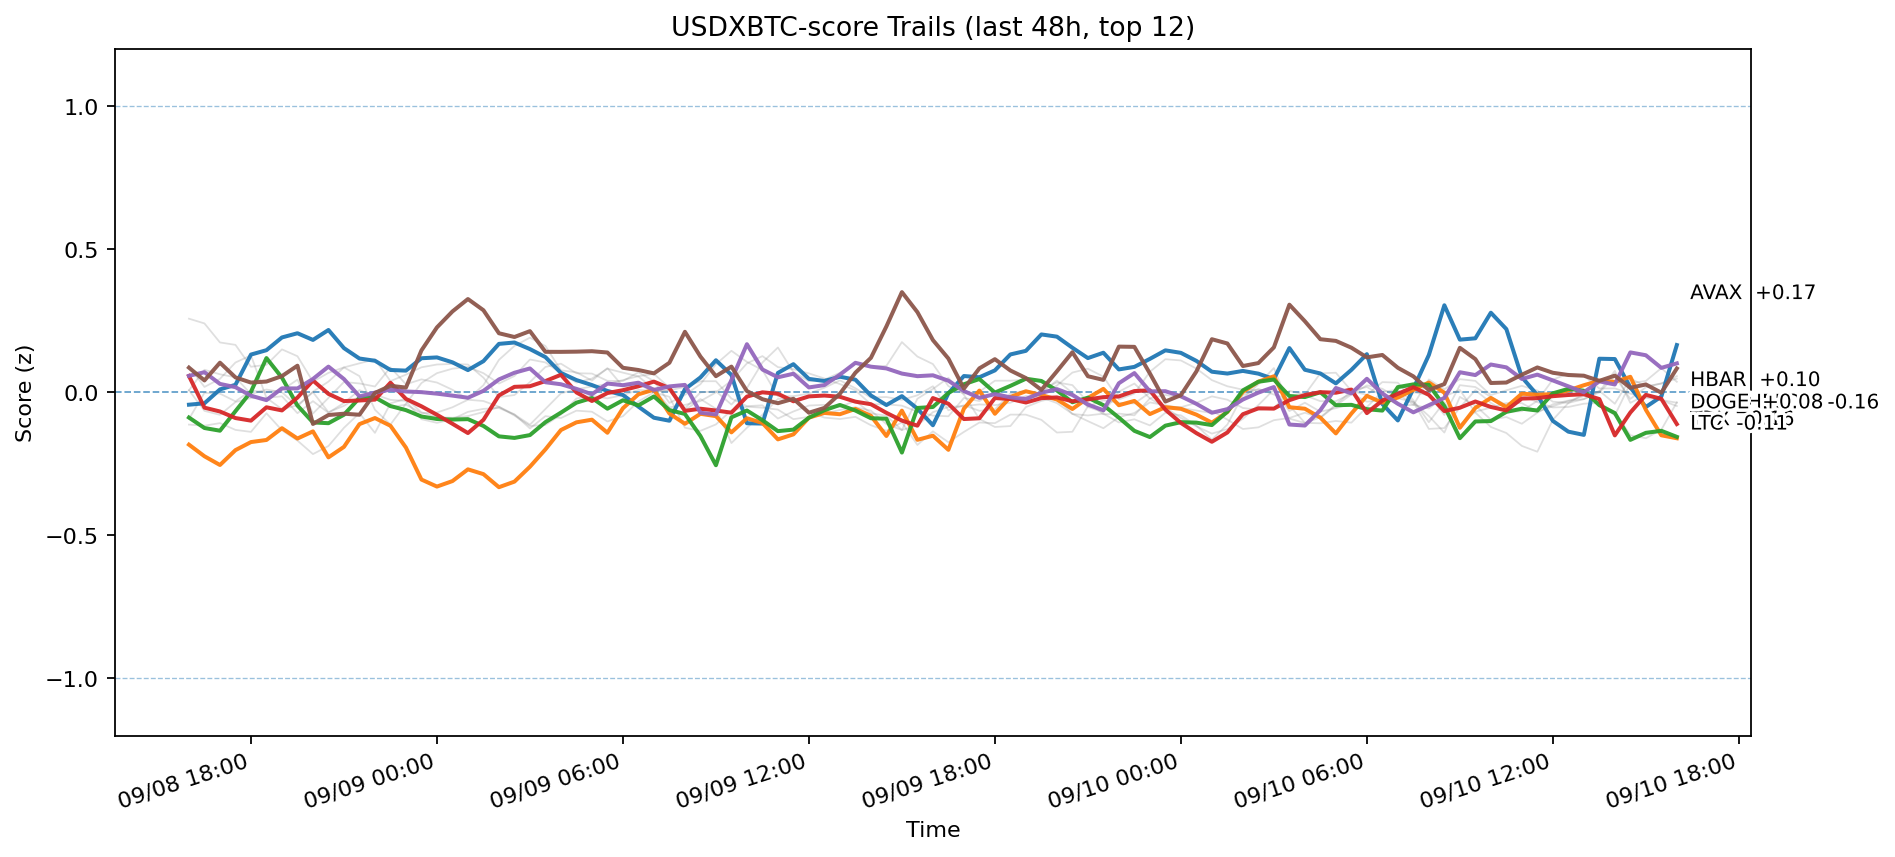 USDXBTC-score Trails (last 48h, top 12)
Score (z)
1.0
0.5
0.0
−0.5
−1.0
AVAX +0.17
HBAR +0.10
DOGE +0.08 -0.16
LTC -0.11
09/08 18:00
09/09 00:00
09/09 06:00
09/09 12:00
09/09 18:00
09/10 00:00
09/10 06:00
09/10 12:00
09/10 18:00
Time